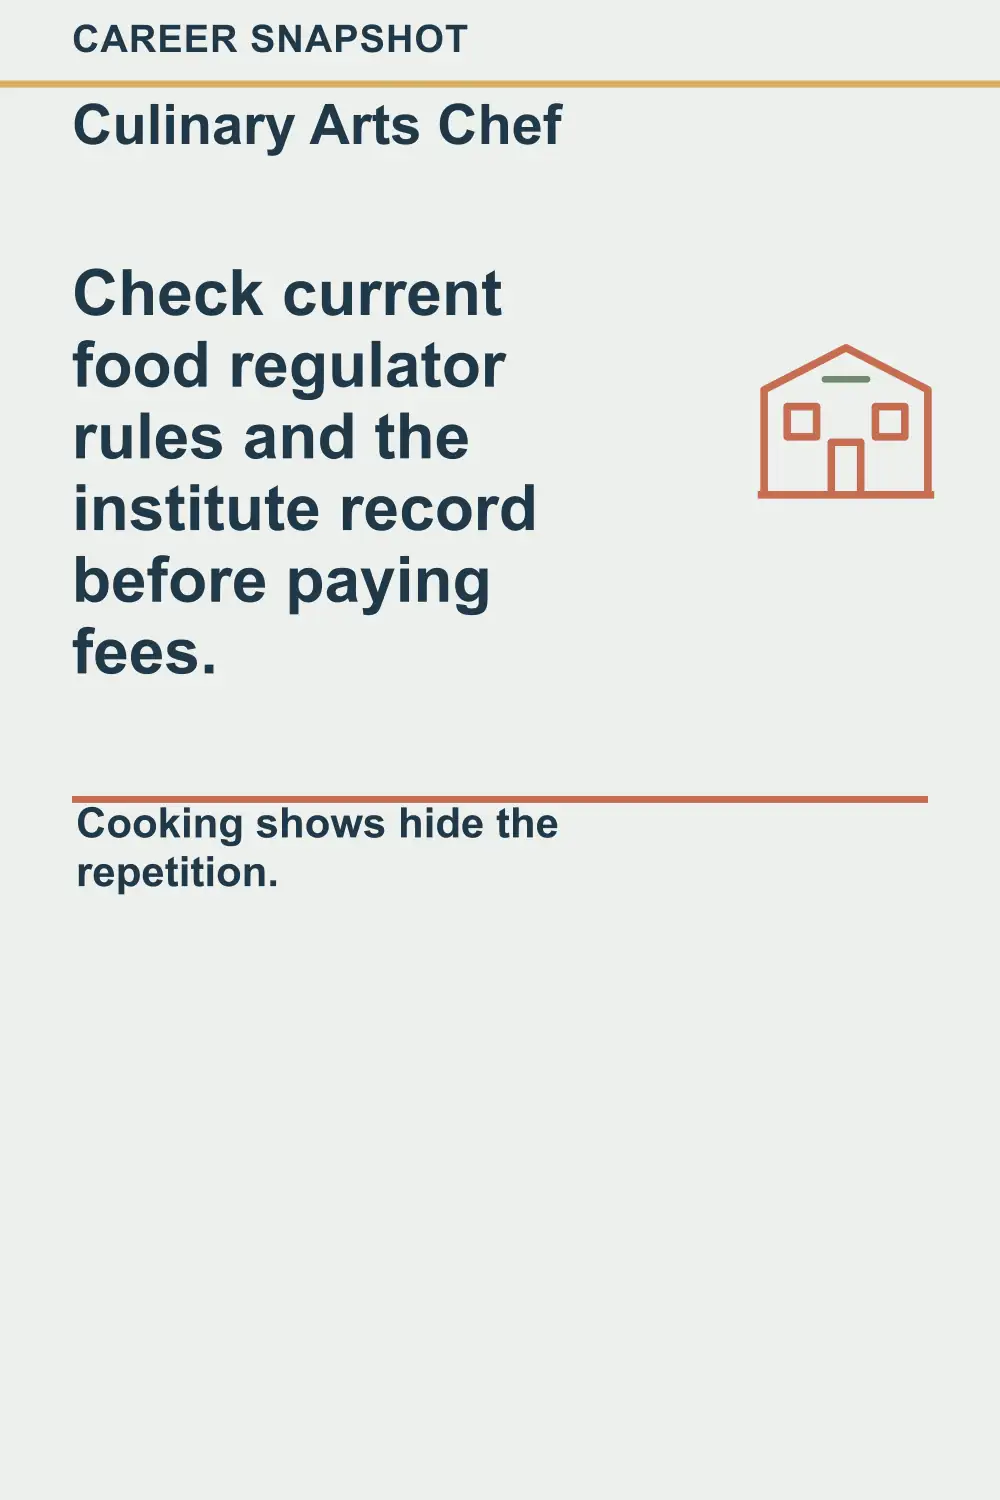 CAREER SNAPSHOT
Culinary Arts Chef
Check current
food regulator
rules and the
institute record
before paying
fees.
Cooking shows hide the
repetition.